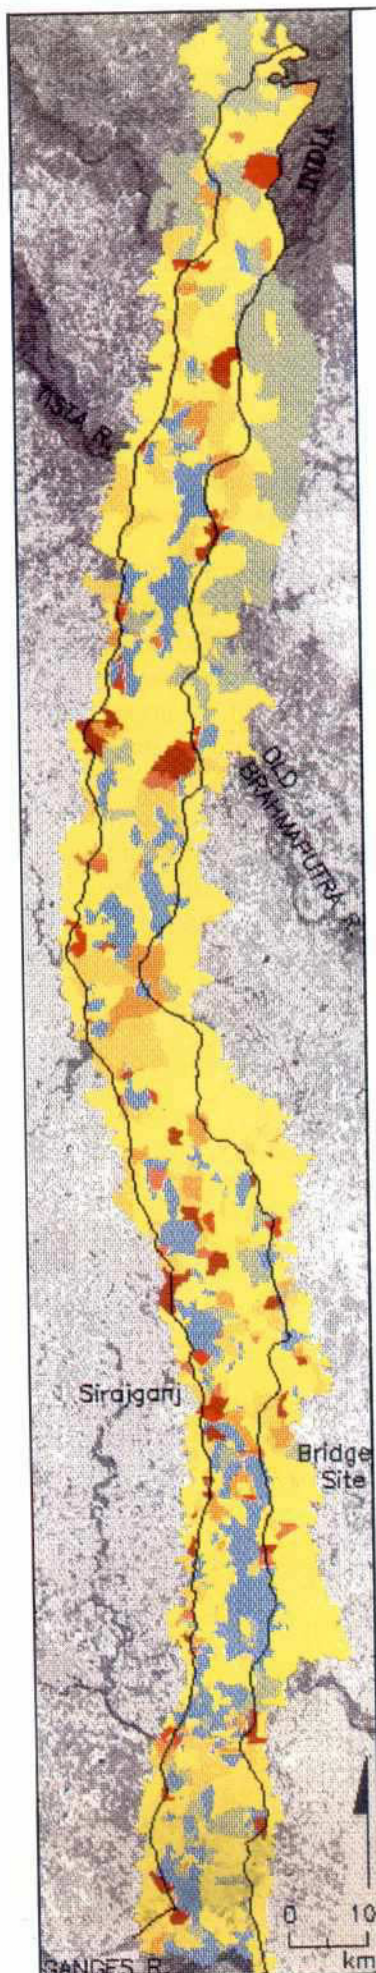 INDIA
TISTA R.
OLD
BRAHMAPUTRA R.
Sirajganj
Bridge
Site
0 10
km
GANGES R.